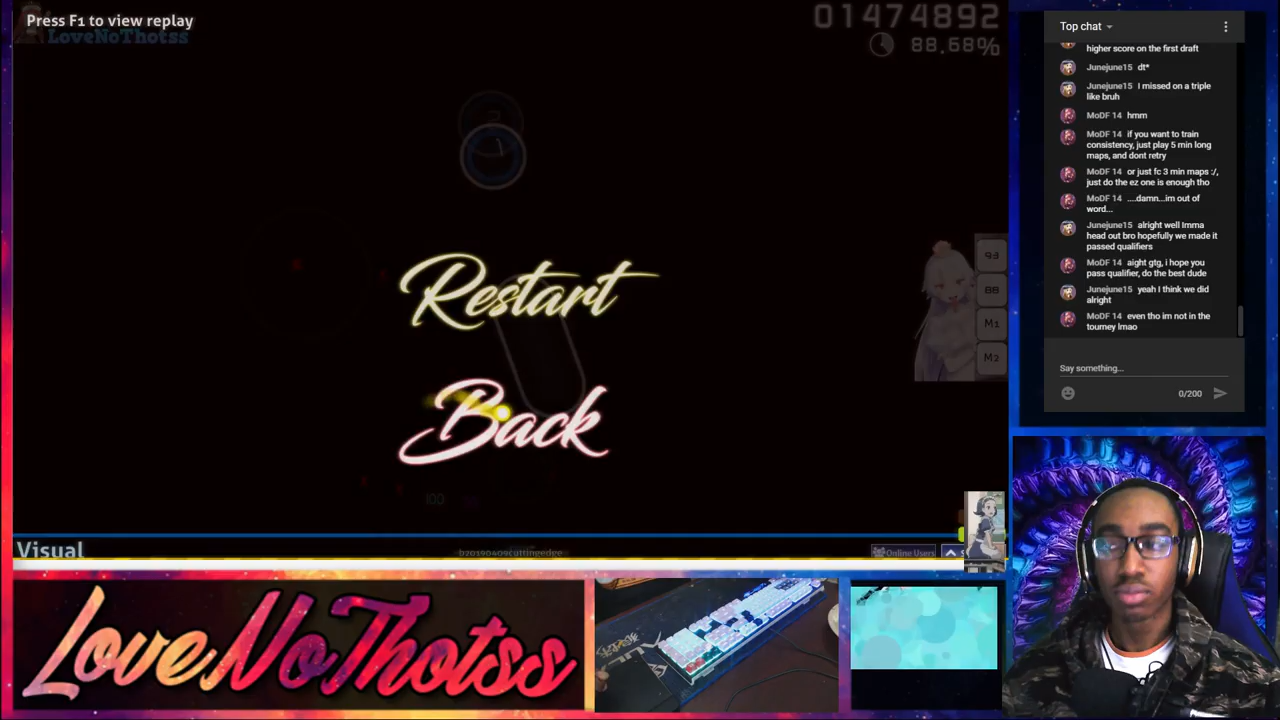 Press F1 to view replay
LoveNoThotss
01474892
88.68%
Restart
Back
100
Visual
b20190409cuttingedge
Online Users
M1
M2
LoveNoThotss
Top chat
higher score on the first draft
Junejune15 dt*
Junejune15 I missed on a triple
like bruh
MoDF 14 hmm
MoDF 14 if you want to train
consistency, just play 5 min long
maps, and dont retry
MoDF 14 or just fc 3 min maps :/,
just do the ez one is enough tho
MoDF 14 ....damn...im out of
word...
Junejune15 alright well Imma
head out bro hopefully we made it
passed qualifiers
MoDF 14 aight gtg, i hope you
pass qualifier, do the best dude
Junejune15 yeah I think we did
alright
MoDF 14 even tho im not in the
tourney lmao
Say something...
0/200